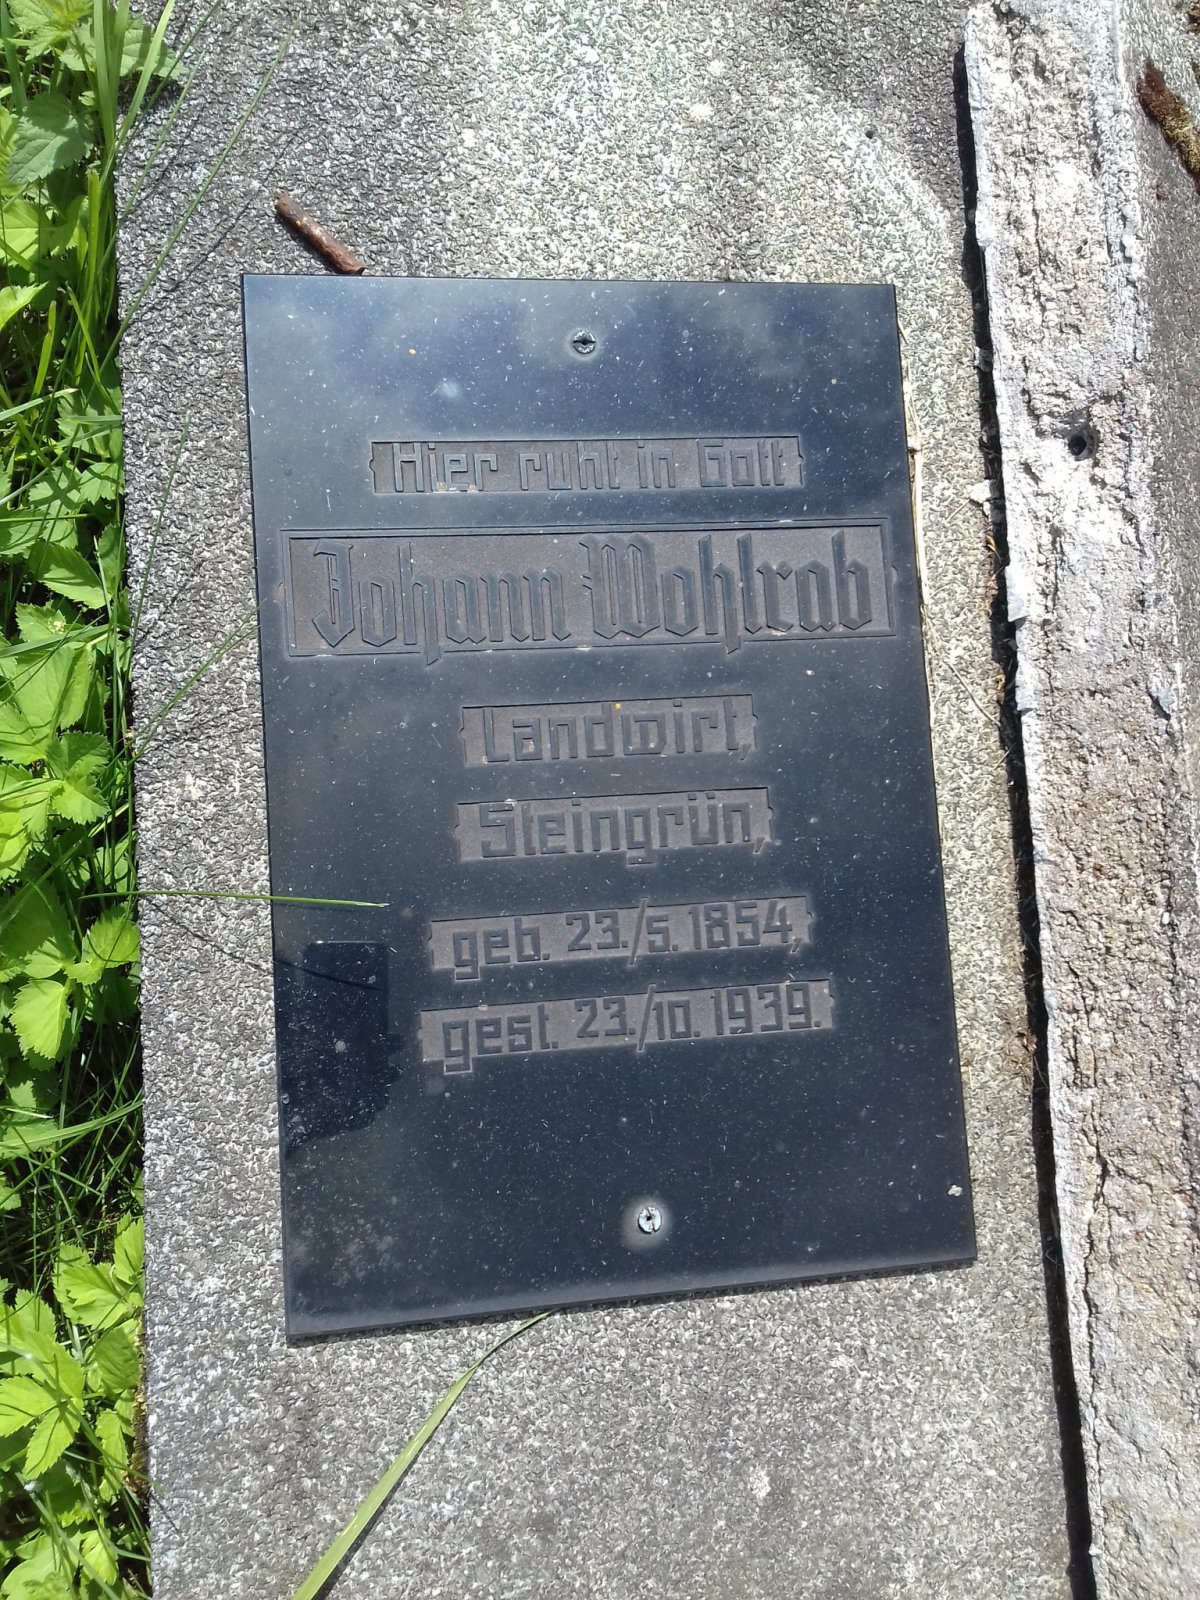 Hier ruht in Gott
Johann Wohlrab
Landwirt,
Steingrün,
geb. 23./5. 1854,
gest. 23./10. 1939.